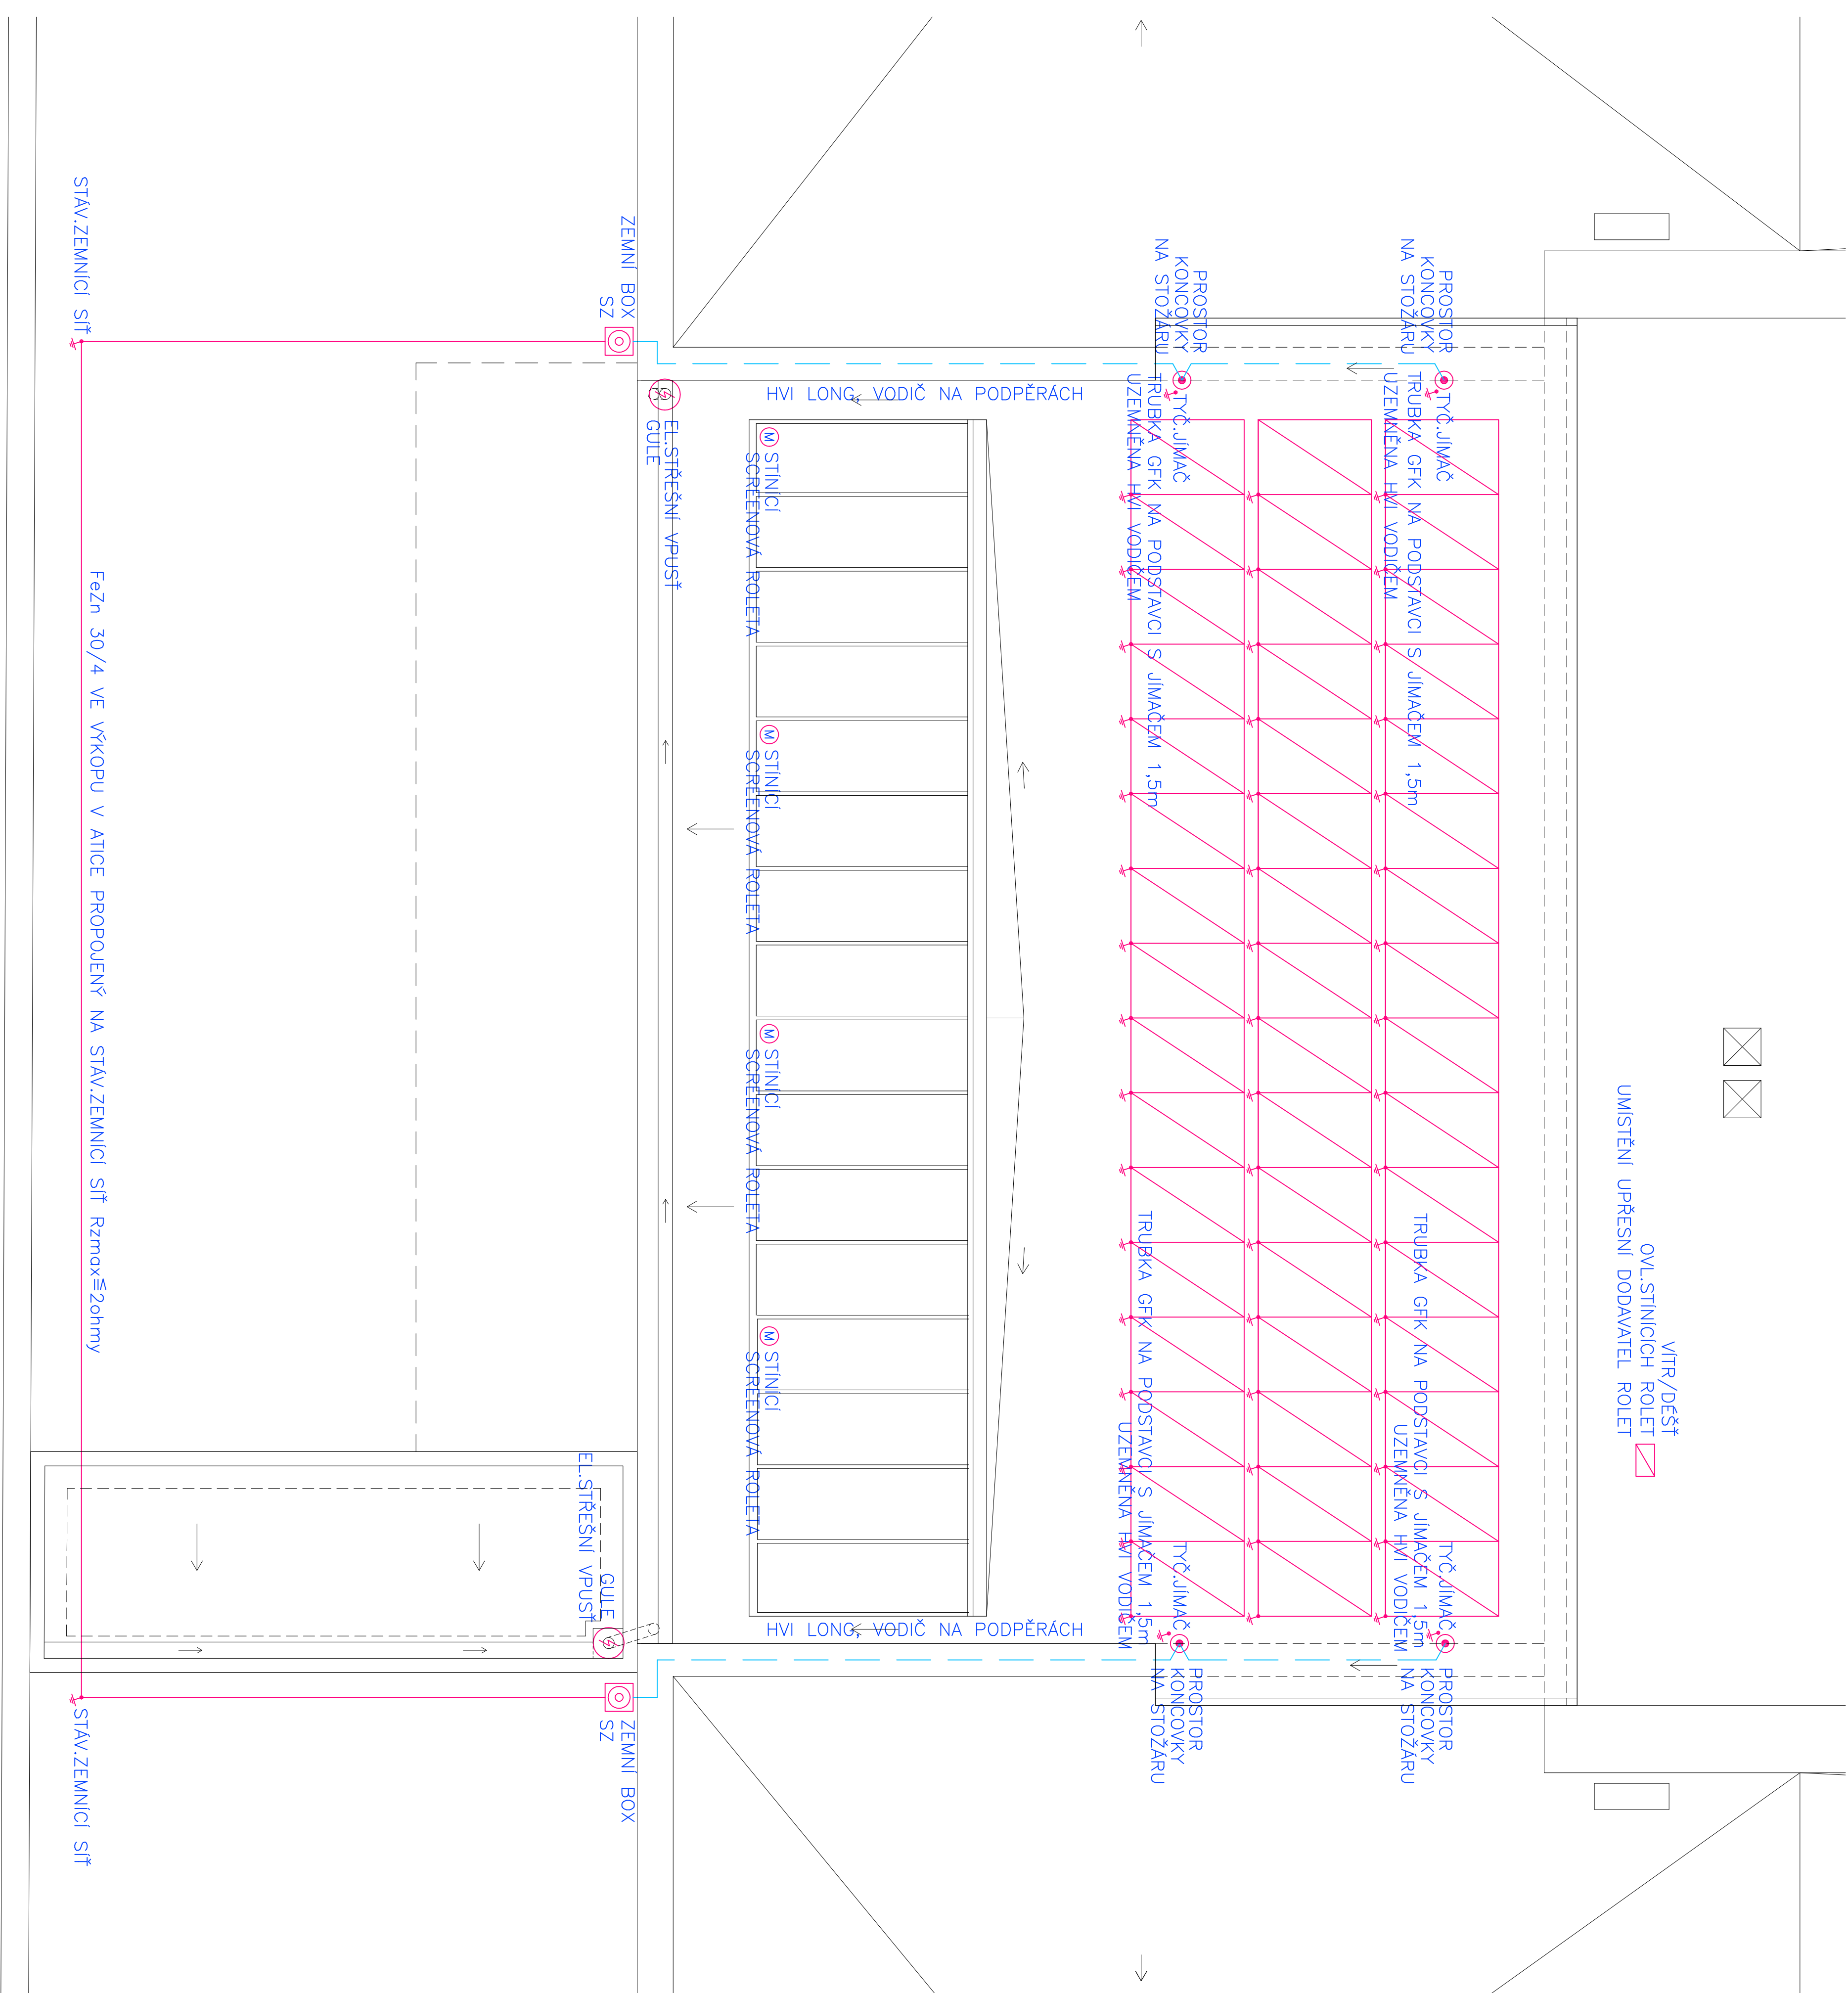 VÍTR/DÉŠŤ
OVL.STÍNÍCÍCH ROLET
UMÍSTĚNÍ UPŘESNÍ DODAVATEL ROLET
PROSTOR
KONCOVKY
NA STOŽÁRU
TYČ.JÍMAČ
TRUBKA GFK NA PODSTAVCI S JÍMAČEM 1,5m
UZEMNĚNA HVI VODIČEM
TRUBKA GFK NA PODSTAVCI S JÍMAČEM 1,5m
UZEMNĚNA HVI VODIČEM
TYČ.JÍMAČ
PROSTOR
KONCOVKY
NA STOŽÁRU
PROSTOR
KONCOVKY
NA STOŽÁRU
TYČ.JÍMAČ
TRUBKA GFK NA PODSTAVCI S JÍMAČEM 1,5m
UZEMNĚNA HVI VODIČEM
TRUBKA GFK NA PODSTAVCI S JÍMAČEM 1,5m
UZEMNĚNA HVI VODIČEM
TYČ.JÍMAČ
PROSTOR
KONCOVKY
NA STOŽÁRU
HVI LONG, VODIČ NA PODPĚRÁCH
M STÍNÍCÍ
SCREENOVÁ ROLETA
M STÍNÍCÍ
SCREENOVÁ ROLETA
M STÍNÍCÍ
SCREENOVÁ ROLETA
M STÍNÍCÍ
SCREENOVÁ ROLETA
HVI LONG, VODIČ NA PODPĚRÁCH
EL.STŘEŠNÍ VPUSŤ
GULE
ZEMNÍ BOX
SZ
GULE
EL.STŘEŠNÍ VPUSŤ
ZEMNÍ BOX
SZ
FeZn 30/4 VE VÝKOPU V ATICE PROPOJENÝ NA STÁV.ZEMNÍCÍ SÍŤ Rzmax≦2ohmy
STÁV.ZEMNÍCÍ SÍŤ
STÁV.ZEMNÍCÍ SÍŤ